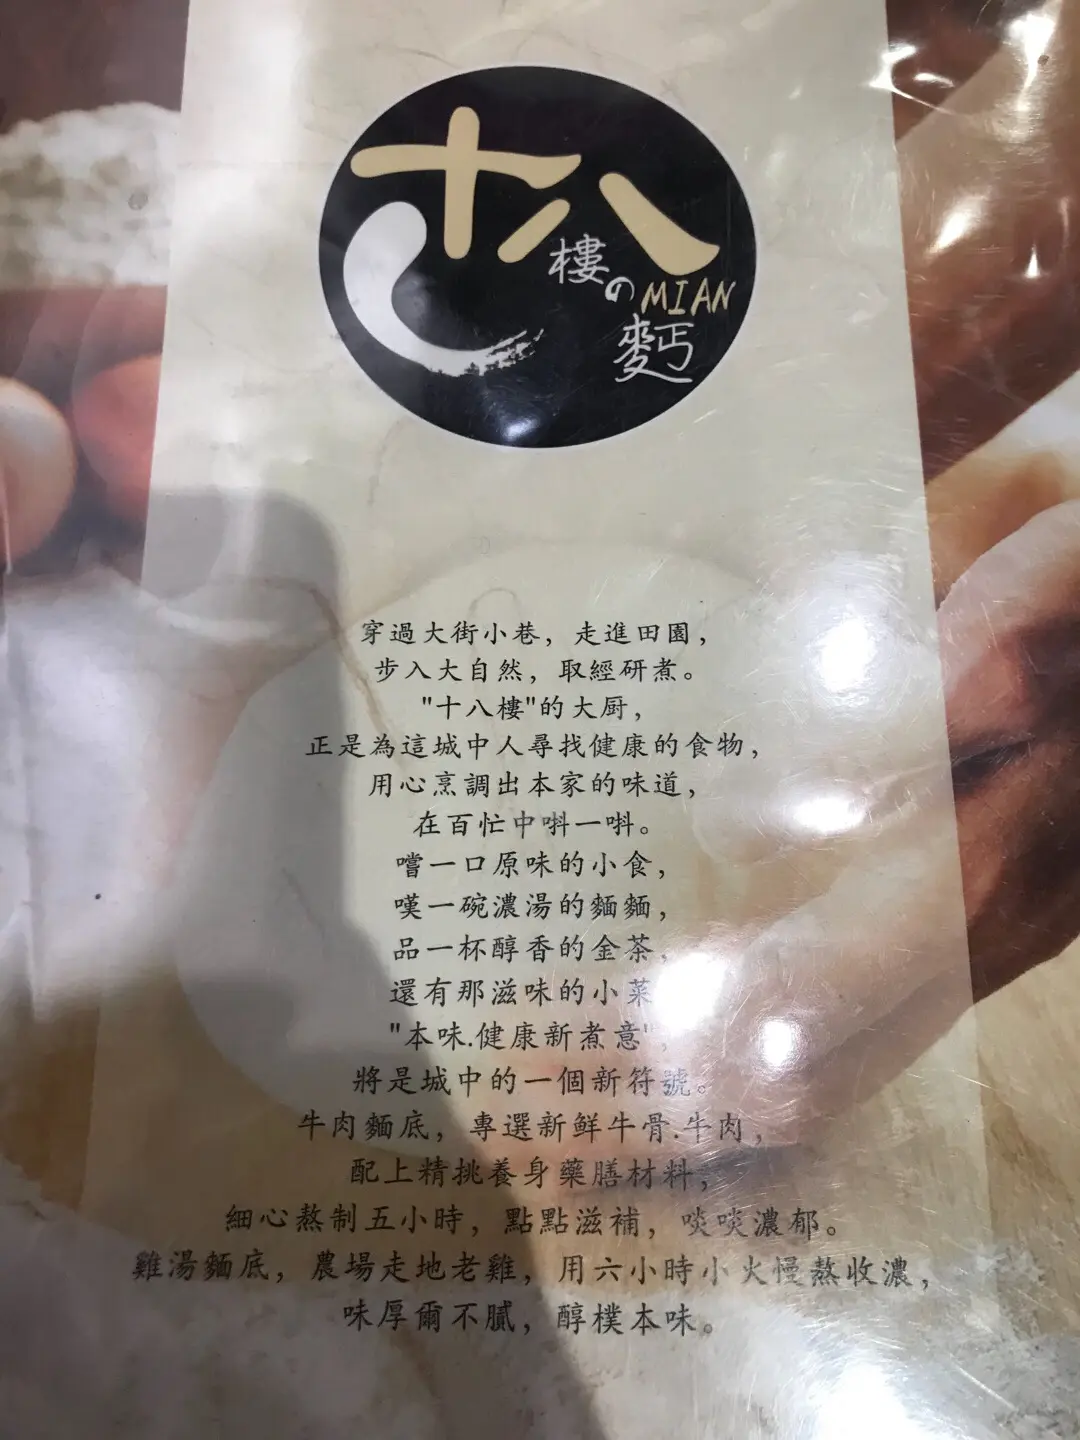 十八
樓の MIAN
麵
穿過大街小巷，走進田園，
步入大自然，取經研煮。
"十八樓"的大厨，
正是為這城中人尋找健康的食物，
用心烹調出本家的味道，
在百忙中唞一唞。
嚐一口原味的小食，
嘆一碗濃湯的麵麵，
品一杯醇香的金茶，
還有那滋味的小菜
"本味.健康新煮意"，
將是城中的一個新符號。
牛肉麵底，專選新鮮牛骨.牛肉，
配上精挑養身藥膳材料，
細心熬制五小時，點點滋補，啖啖濃郁。
雞湯麵底，農場走地老雞，用六小時小火慢熬收濃，
味厚爾不膩，醇樸本味。